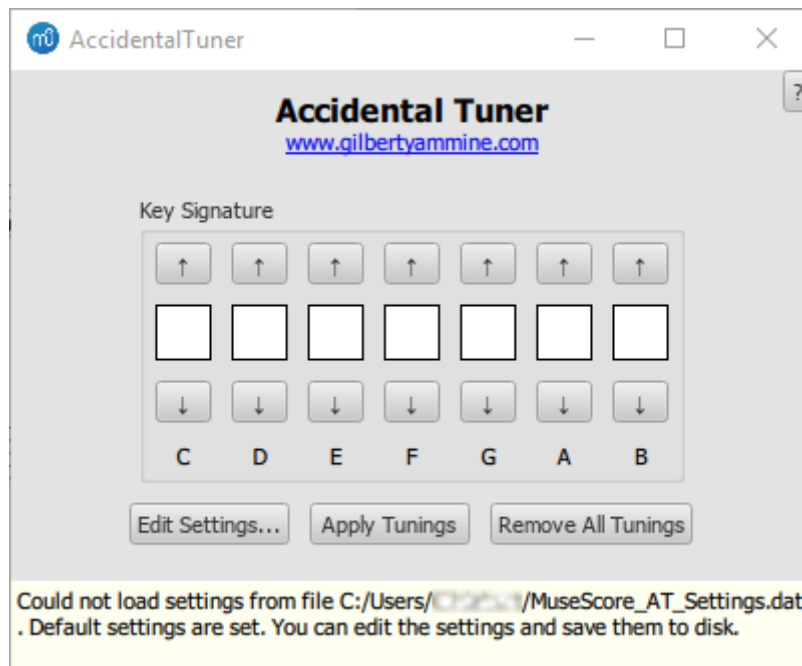 AccidentalTuner
?
Accidental Tuner
www.gilbertyammine.com
Key Signature
↑ ↑ ↑ ↑ ↑ ↑ ↑
↓ ↓ ↓ ↓ ↓ ↓ ↓
C D E F G A B
Edit Settings... Apply Tunings Remove All Tunings
Could not load settings from file C:/Users/ /MuseScore_AT_Settings.dat
. Default settings are set. You can edit the settings and save them to disk.